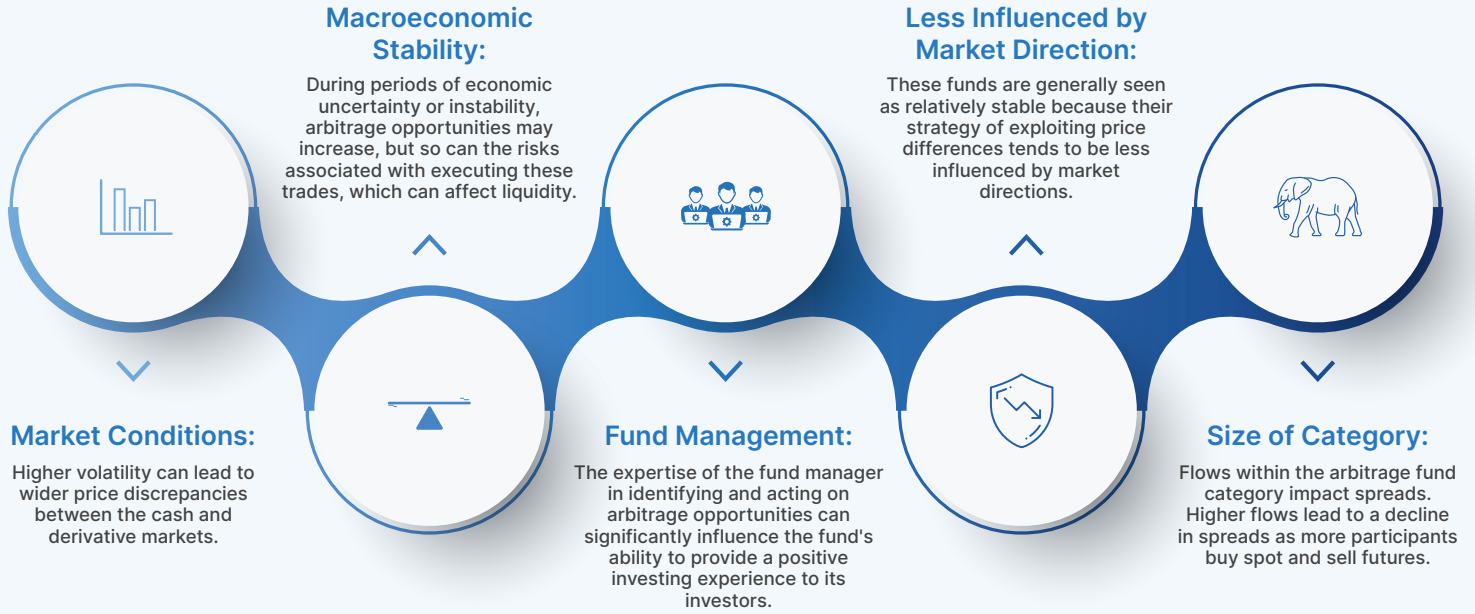 Macroeconomic
Stability:
During periods of economic
uncertainty or instability,
arbitrage opportunities may
increase, but so can the risks
associated with executing these
trades, which can affect liquidity.
Less Influenced by
Market Direction:
These funds are generally seen
as relatively stable because their
strategy of exploiting price
differences tends to be less
influenced by market
directions.
Market Conditions:
Higher volatility can lead to
wider price discrepancies
between the cash and
derivative markets.
Fund Management:
The expertise of the fund manager
in identifying and acting on
arbitrage opportunities can
significantly influence the fund's
ability to provide a positive
investing experience to its
investors.
Size of Category:
Flows within the arbitrage fund
category impact spreads.
Higher flows lead to a decline
in spreads as more participants
buy spot and sell futures.